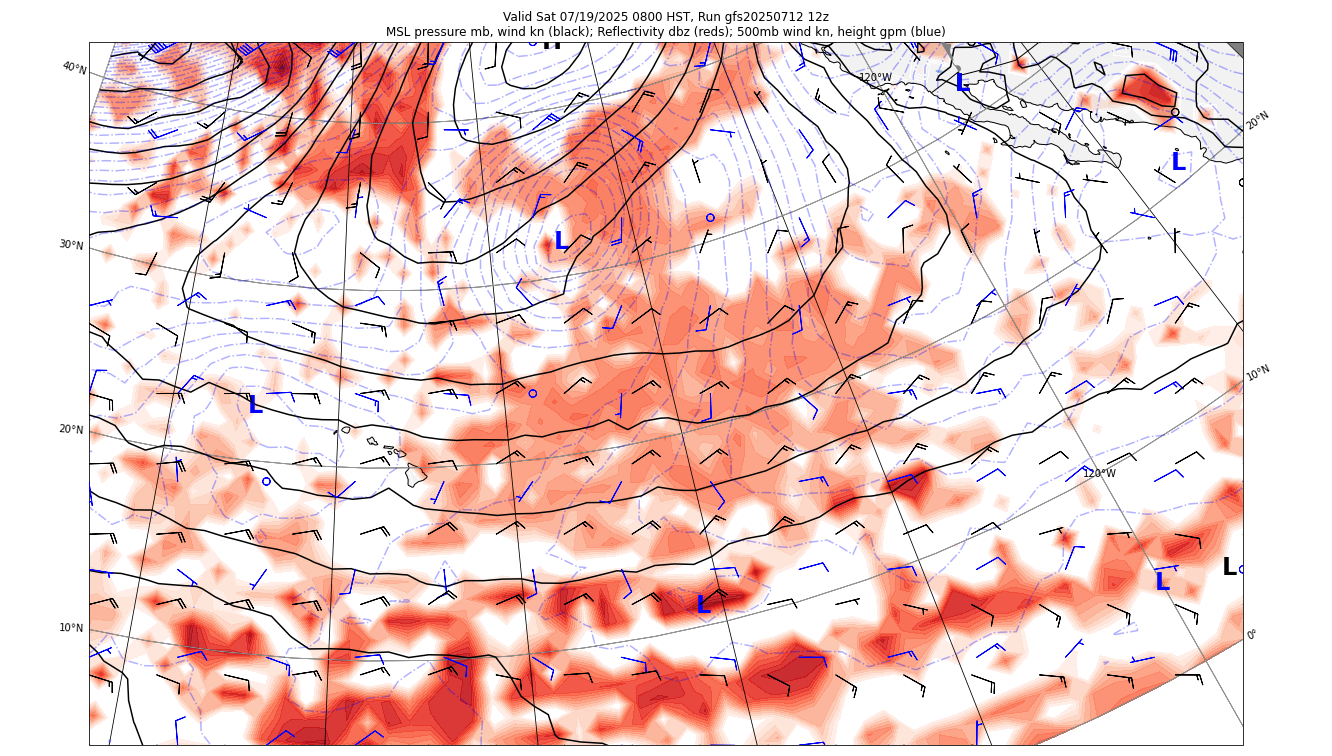 Valid Sat 07/19/2025 0800 HST, Run gfs20250712 12z
MSL pressure mb, wind kn (black); Reflectivity dbz (reds); 500mb wind kn, height gpm (blue)
H
40°N
120°W
L
20°N
L
30°N
L
10°N
L
20°N
120°W
L
L
L
10°N
0°